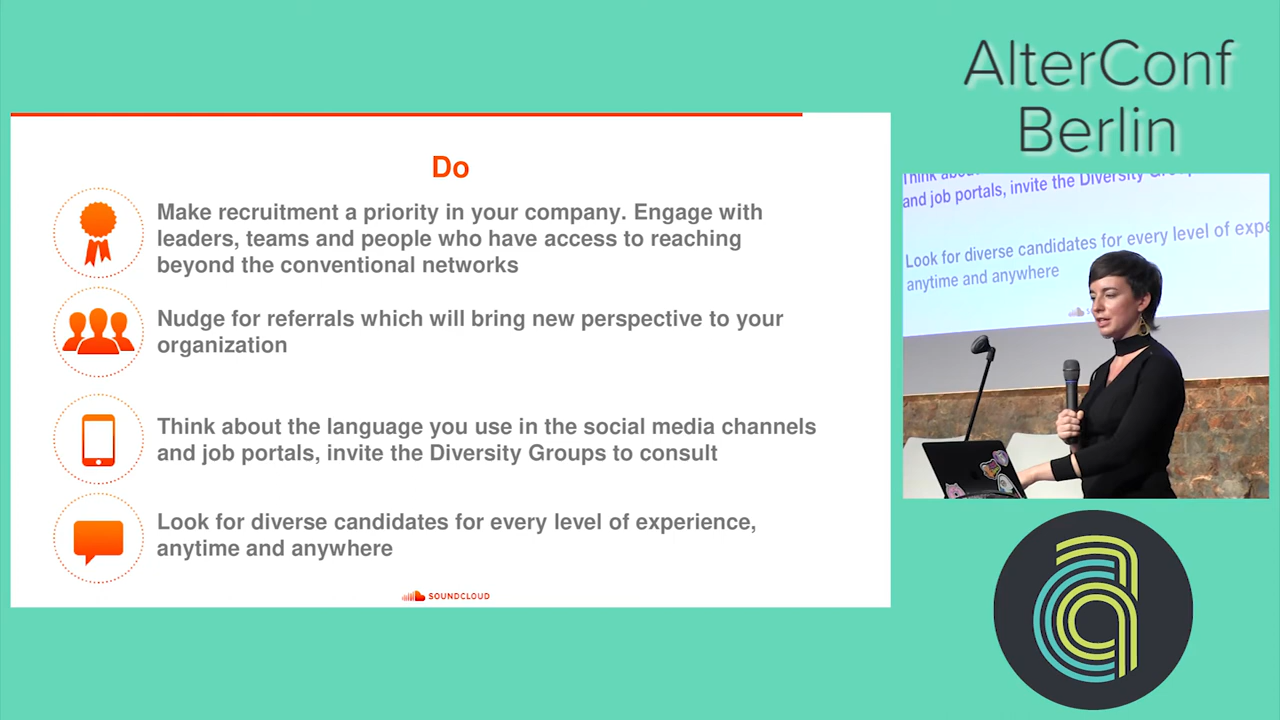 AlterConf
Berlin
Do
Make recruitment a priority in your company. Engage with
leaders, teams and people who have access to reaching
beyond the conventional networks
Nudge for referrals which will bring new perspective to your
organization
Think about the language you use in the social media channels
and job portals, invite the Diversity Groups to consult
Look for diverse candidates for every level of experience,
anytime and anywhere
SOUNDCLOUD
Think
and job portals, invite the Diversity
Look for diverse candidates for every level of
anytime and anywhere